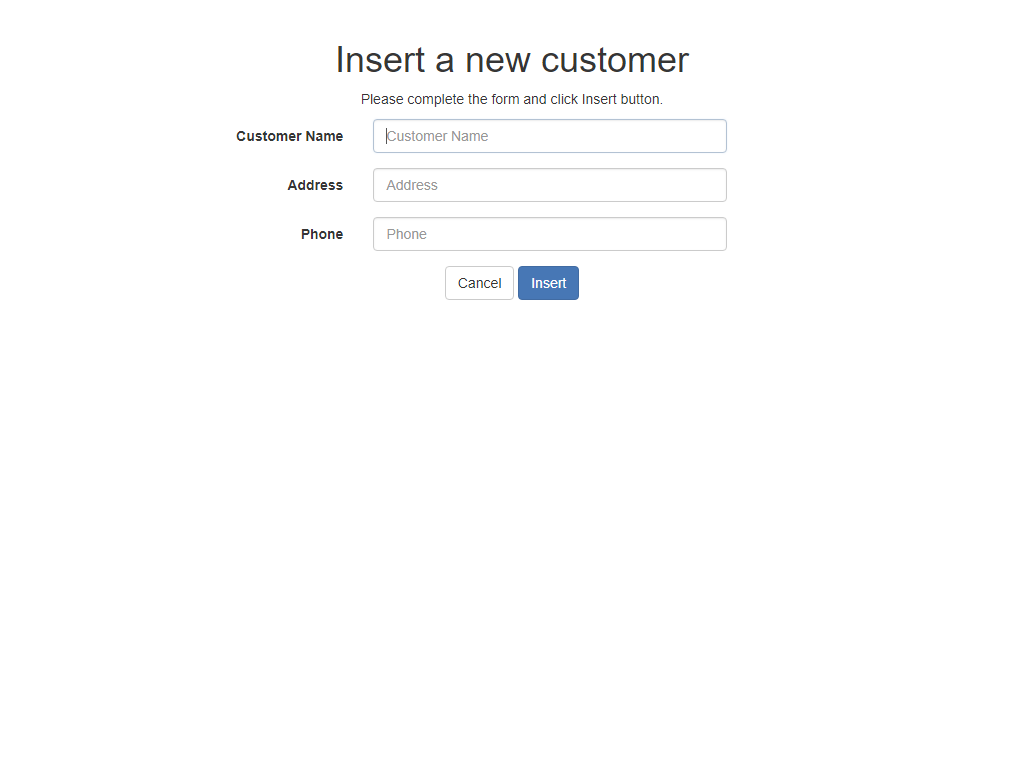 Insert a new customer
Please complete the form and click Insert button.
Customer Name Customer Name
Address Address
Phone Phone
Cancel Insert